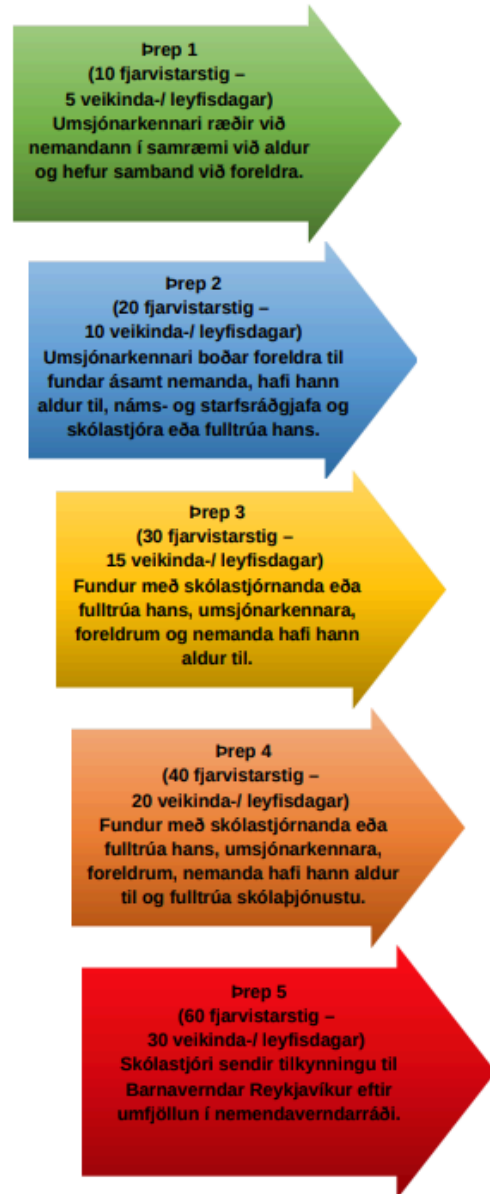 Þrep 1
(10 fjarvistarstig –
5 veikinda-/ leyfisdagar)
Umsjónarkennari ræðir við
nemandann í samræmi við aldur
og hefur samband við foreldra.
Þrep 2
(20 fjarvistarstig –
10 veikinda-/ leyfisdagar)
Umsjónarkennari boðar foreldra til
fundar ásamt nemanda, hafi hann
aldur til, náms- og starfsráðgjafa og
skólastjóra eða fulltrúa hans.
Þrep 3
(30 fjarvistarstig –
15 veikinda-/ leyfisdagar)
Fundur með skólastjórnanda eða
fulltrúa hans, umsjónarkennara,
foreldrum og nemanda hafi hann
aldur til.
Þrep 4
(40 fjarvistarstig –
20 veikinda-/ leyfisdagar)
Fundur með skólastjórnanda eða
fulltrúa hans, umsjónarkennara,
foreldrum, nemanda hafi hann aldur
til og fulltrúa skólaþjónustu.
Þrep 5
(60 fjarvistarstig –
30 veikinda-/ leyfisdagar)
Skólastjóri sendir tilkynningu til
Barnaverndar Reykjavíkur eftir
umfjöllun í nemendaverndarráði.